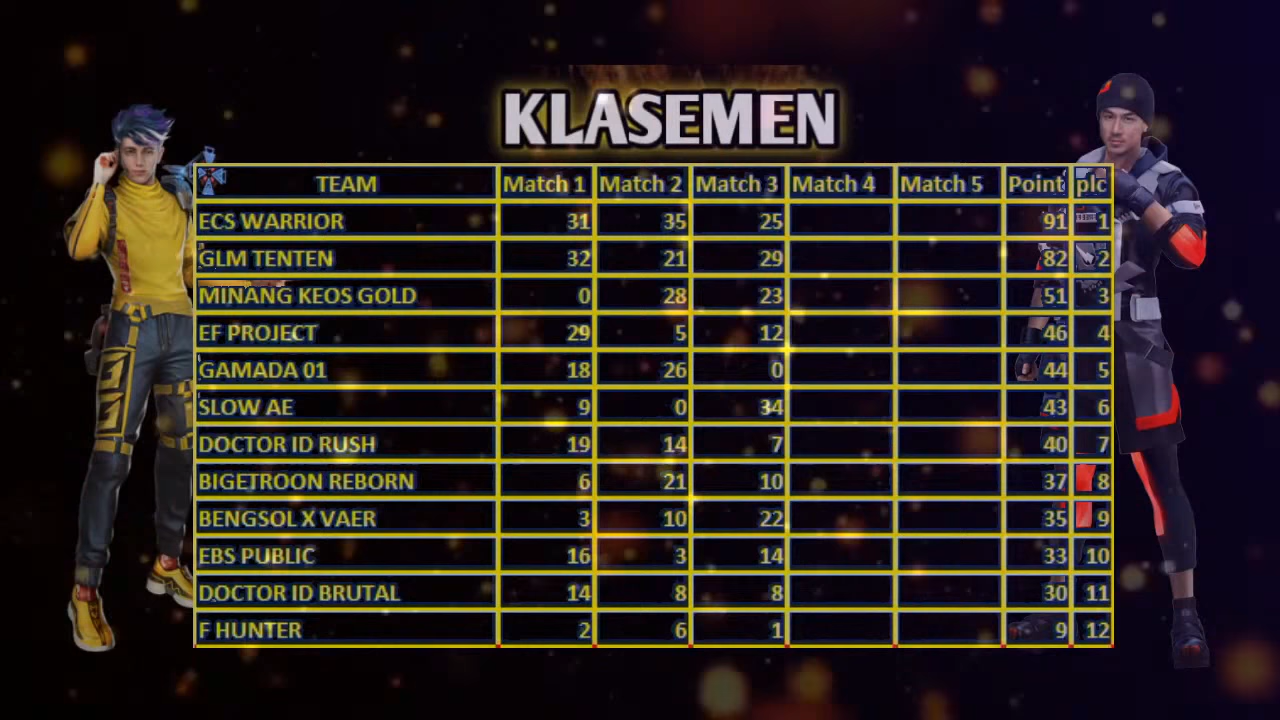 KLASEMEN
TEAM Match 1 Match 2 Match 3 Match 4 Match 5 Point plc
ECS WARRIOR 31 35 25 91 1
GLM TENTEN 32 21 29 82 2
MINANG KEOS GOLD 0 28 23 51 3
EF PROJECT 29 5 12 46 4
GAMADA 01 18 26 0 44 5
SLOW AE 9 0 34 43 6
DOCTOR ID RUSH 19 14 7 40 7
BIGETROON REBORN 6 21 10 37 8
BENGSOL X VAER 3 10 22 35 9
EBS PUBLIC 16 3 14 33 10
DOCTOR ID BRUTAL 14 8 8 30 11
F HUNTER 2 6 1 9 12